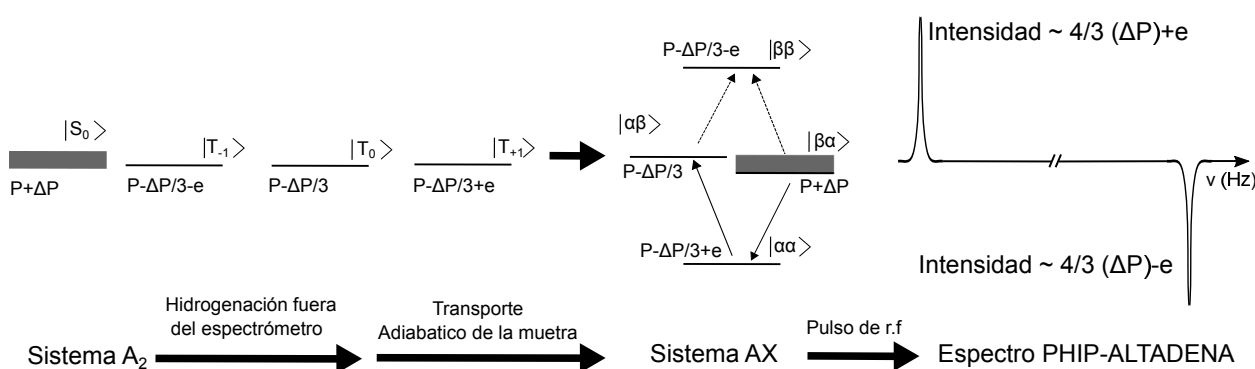 |S₀⟩
P+ΔP
|T₋₁⟩
P-ΔP/3-e
|T₀⟩
P-ΔP/3
|T₊₁⟩
P-ΔP/3+e
P-ΔP/3-e |ββ⟩
|αβ⟩
P-ΔP/3
|βα⟩
P+ΔP
P-ΔP/3+e |αα⟩
Intensidad ~ 4/3 (ΔP)+e
//
ν (Hz)
Intensidad ~ 4/3 (ΔP)-e
Sistema A₂
Hidrogenación fuera
del espectrómetro
Transporte
Adiabatico de la muetra
Sistema AX
Pulso de r.f
Espectro PHIP-ALTADENA